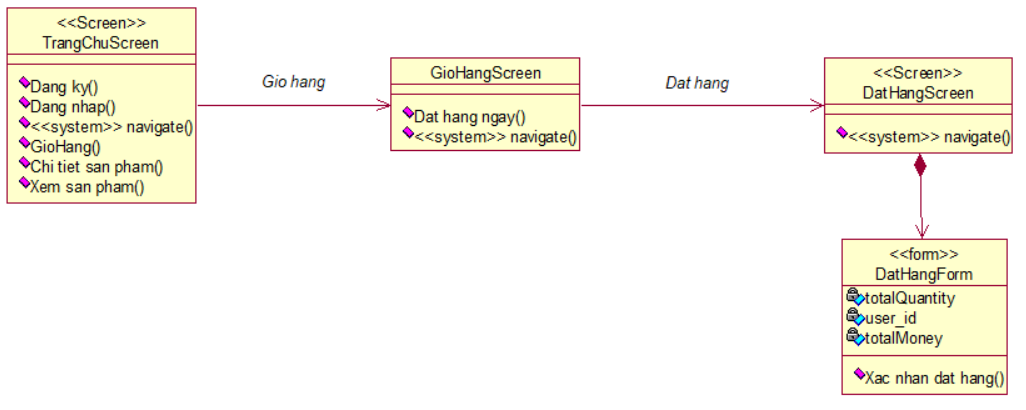 <<Screen>>
TrangChuScreen
Dang ky()
Dang nhap()
<<system>> navigate()
GioHang()
Chi tiet san pham()
Xem san pham()
Gio hang
GioHangScreen
Dat hang ngay()
<<system>> navigate()
Dat hang
<<Screen>>
DatHangScreen
<<system>> navigate()
<<form>>
DatHangForm
totalQuantity
user_id
totalMoney
Xac nhan dat hang()